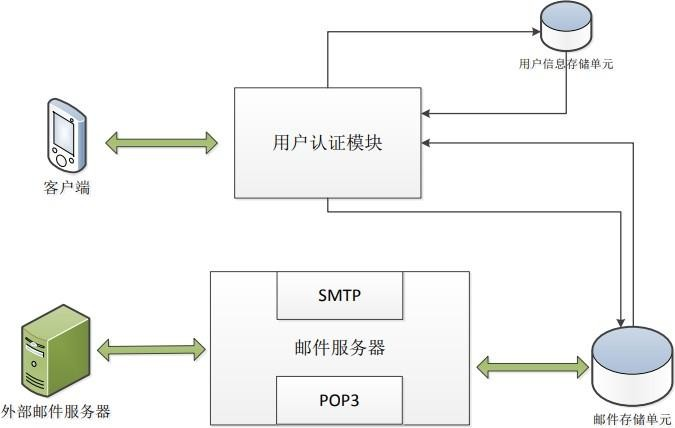 用户信息存储单元
用户认证模块
客户端
SMTP
邮件服务器
POP3
外部邮件服务器
邮件存储单元